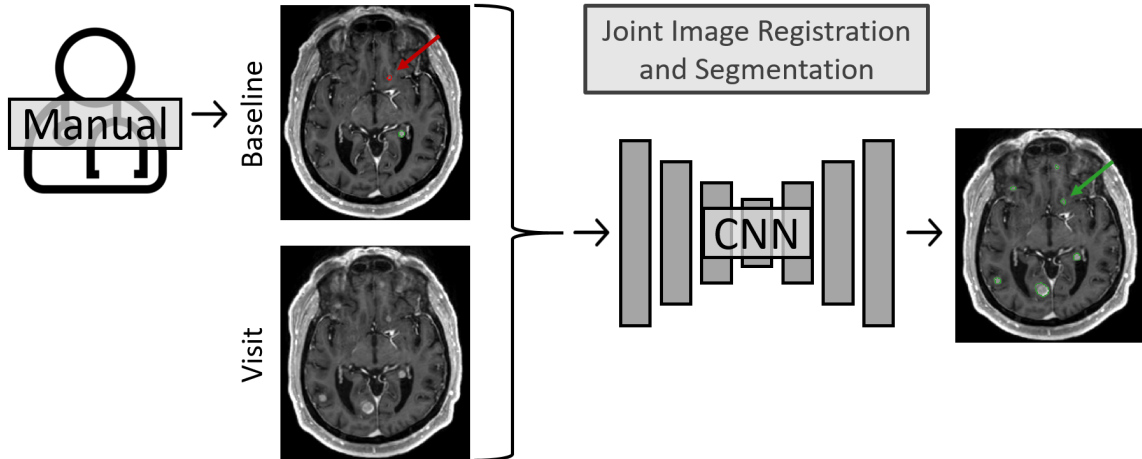 Manual
Baseline
Visit
Joint Image Registration
and Segmentation
CNN